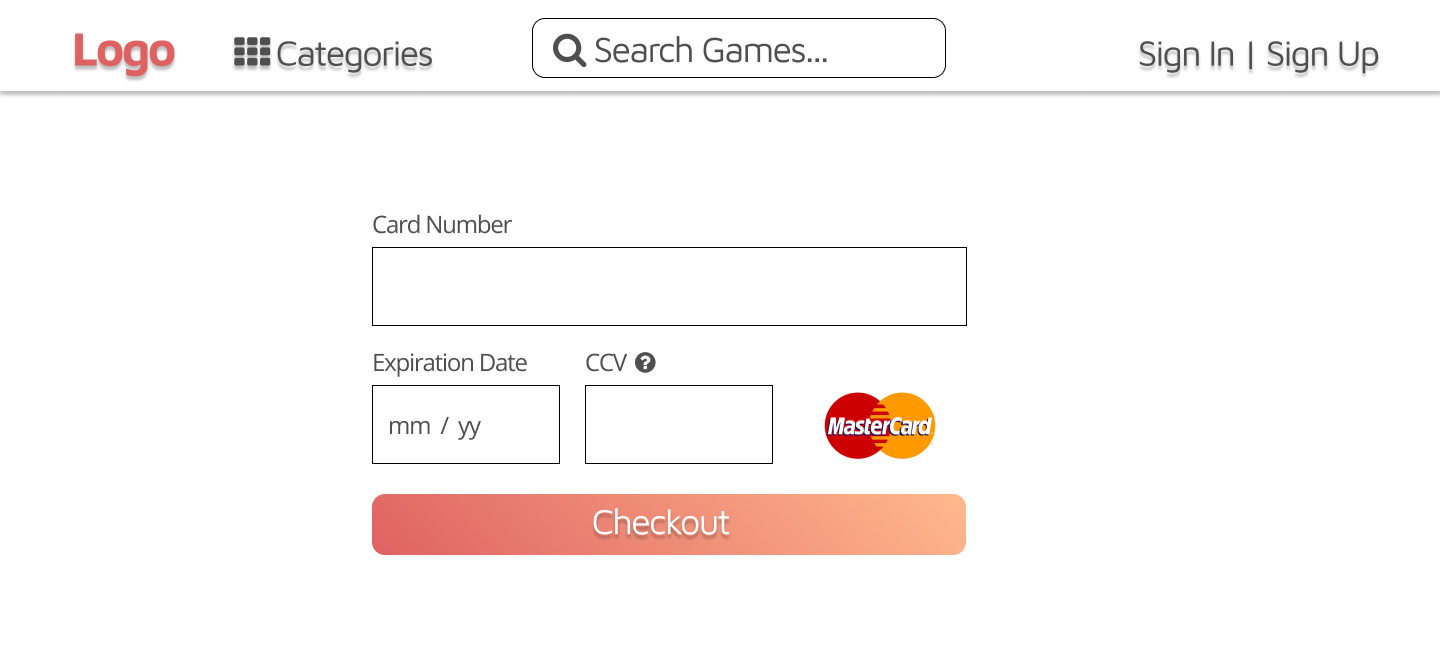 Logo
Categories
Search Games...
Sign In | Sign Up
Card Number
Expiration Date
CCV ?
mm / yy
MasterCard
Checkout